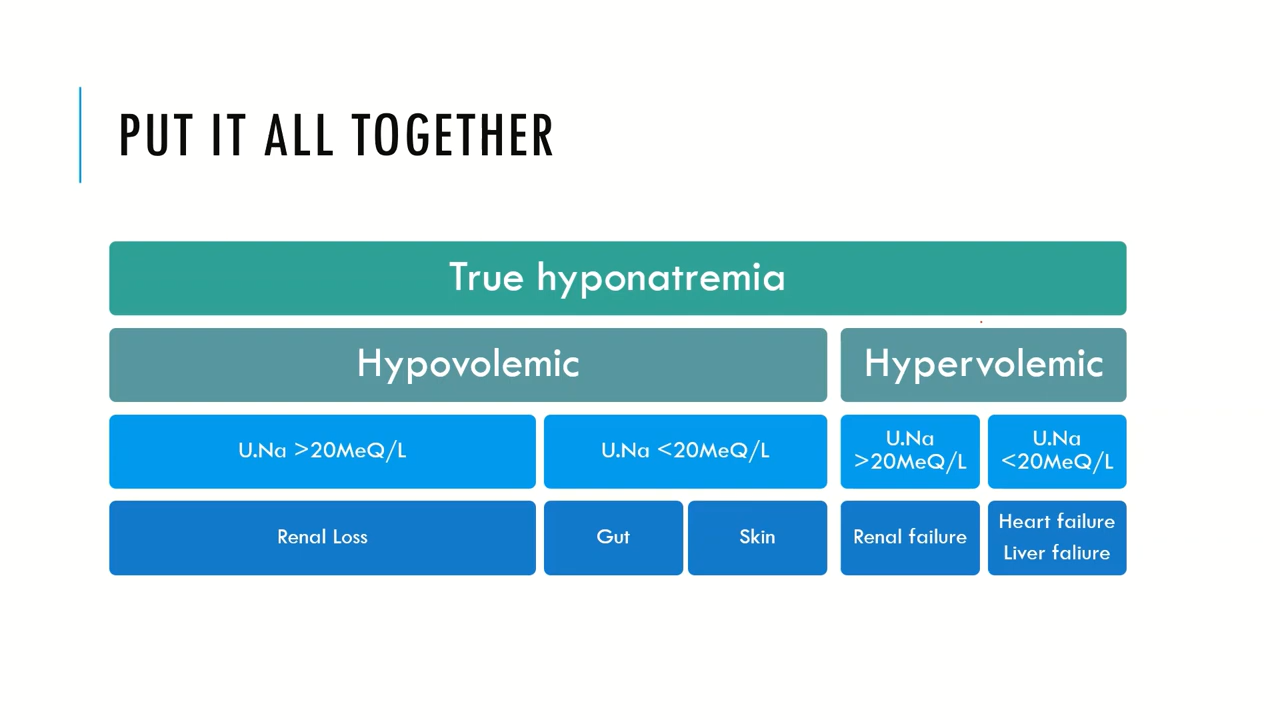 PUT IT ALL TOGETHER
True hyponatremia
Hypovolemic
Hypervolemic
U.Na >20MeQ/L
U.Na <20MeQ/L
U.Na
>20MeQ/L
U.Na
<20MeQ/L
Renal Loss
Gut
Skin
Renal failure
Heart failure
Liver faliure